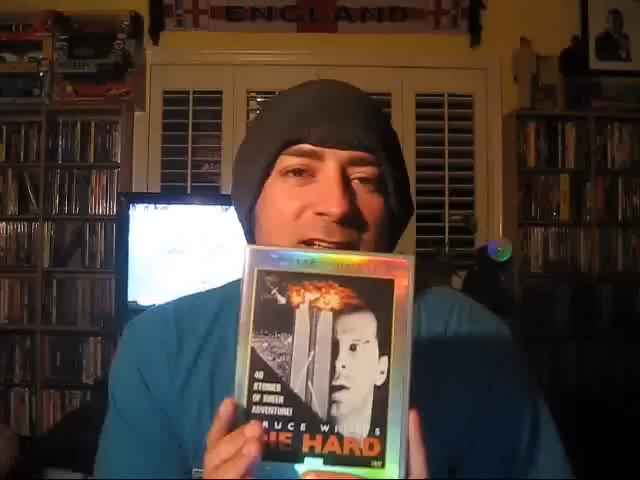 ENGLAND
40
STORIES
OF SHEER
ADVENTURE!
BRUCE WILLIS
DIE HARD